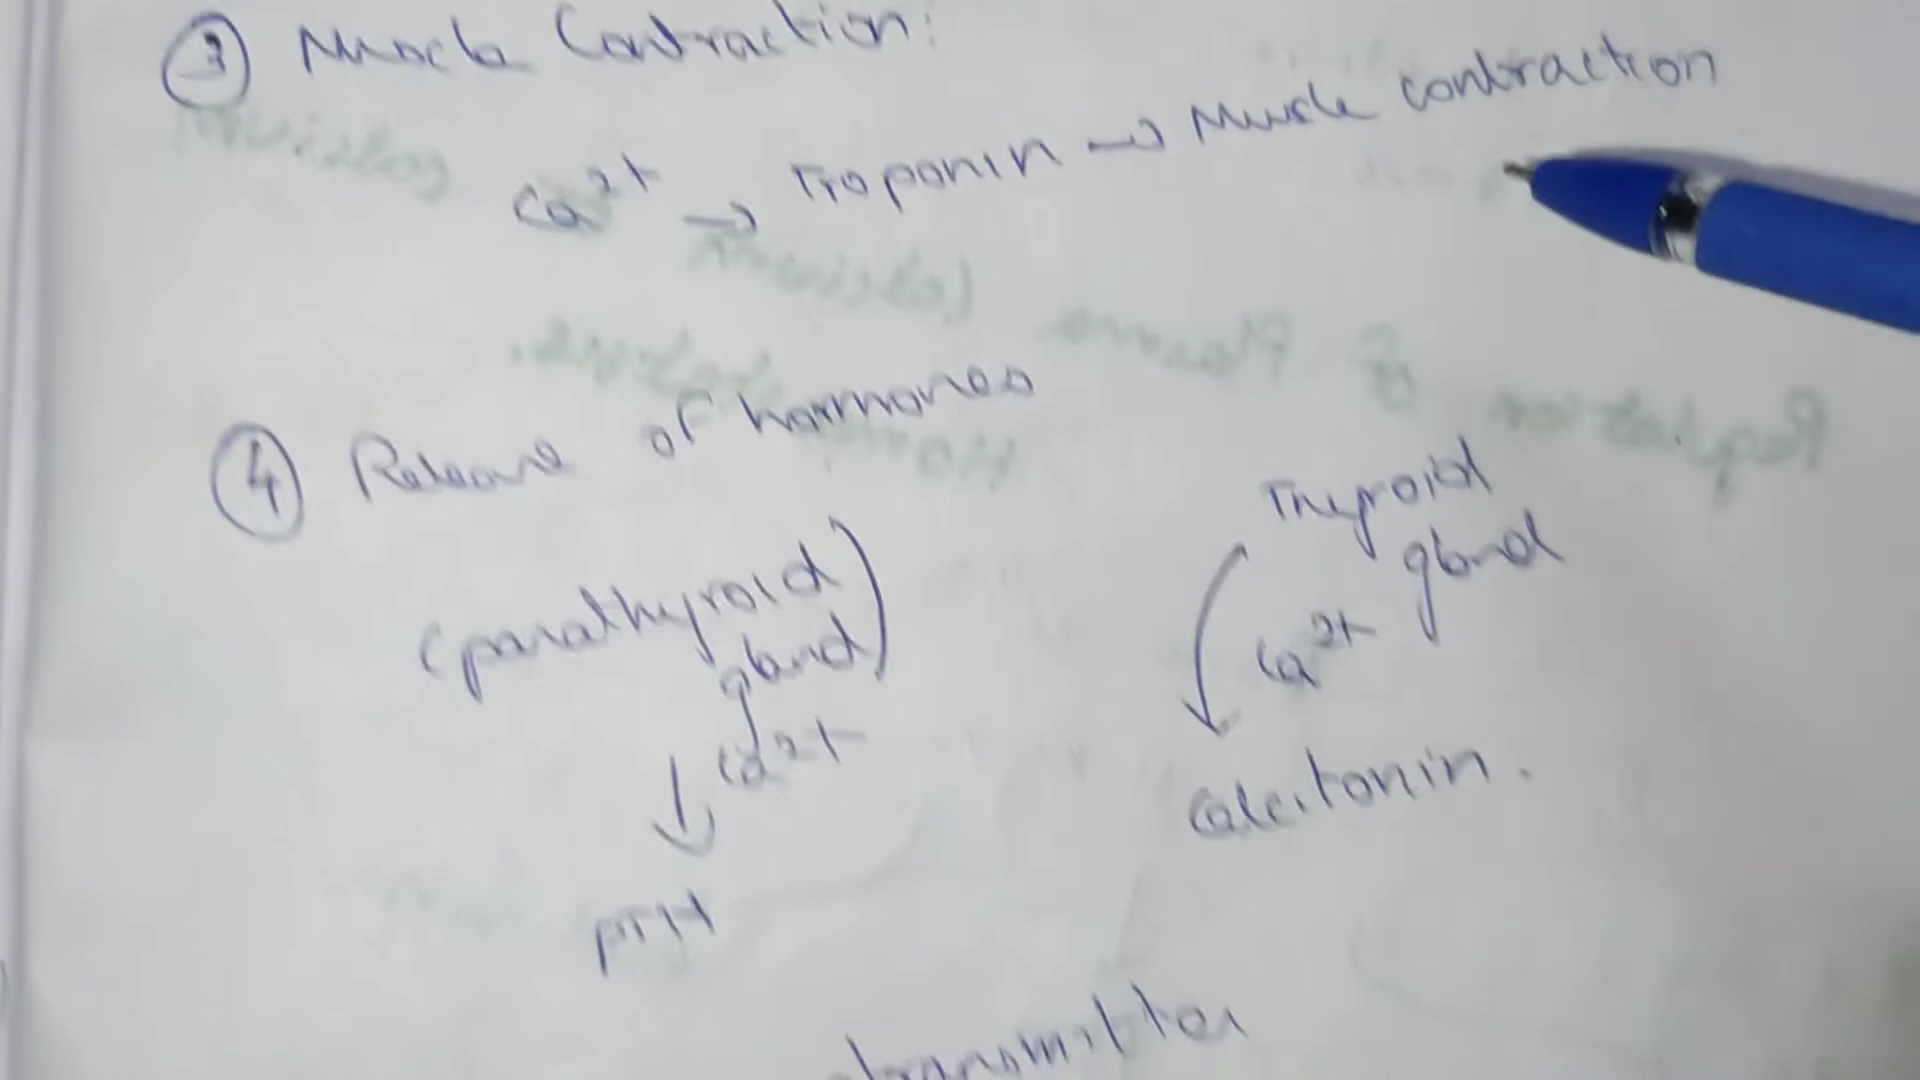 3 Muscle Contraction:
Ca2+ → Troponin → Muscle contraction
4 Release of hormones
(parathyroid gland)
Ca2+
↓
PTH
Thyroid gland
Ca2+
Calcitonin.
transmitter